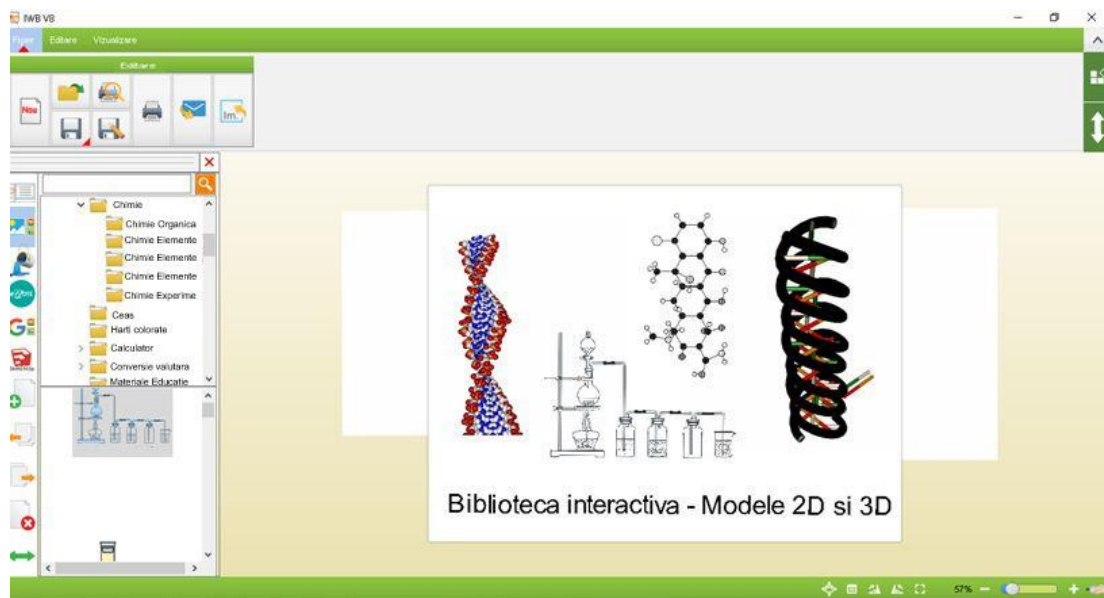 IWB V8
Fișier Editare Vizualizare
Editare
Nou
Im...
Chimie
Chimie Organica
Chimie Elemente
Chimie Elemente
Chimie Elemente
Chimie Experime
Ceas
Harti colorate
Calculator
Conversie valutara
Materiale Educatie
Biblioteca interactiva - Modele 2D si 3D
57%